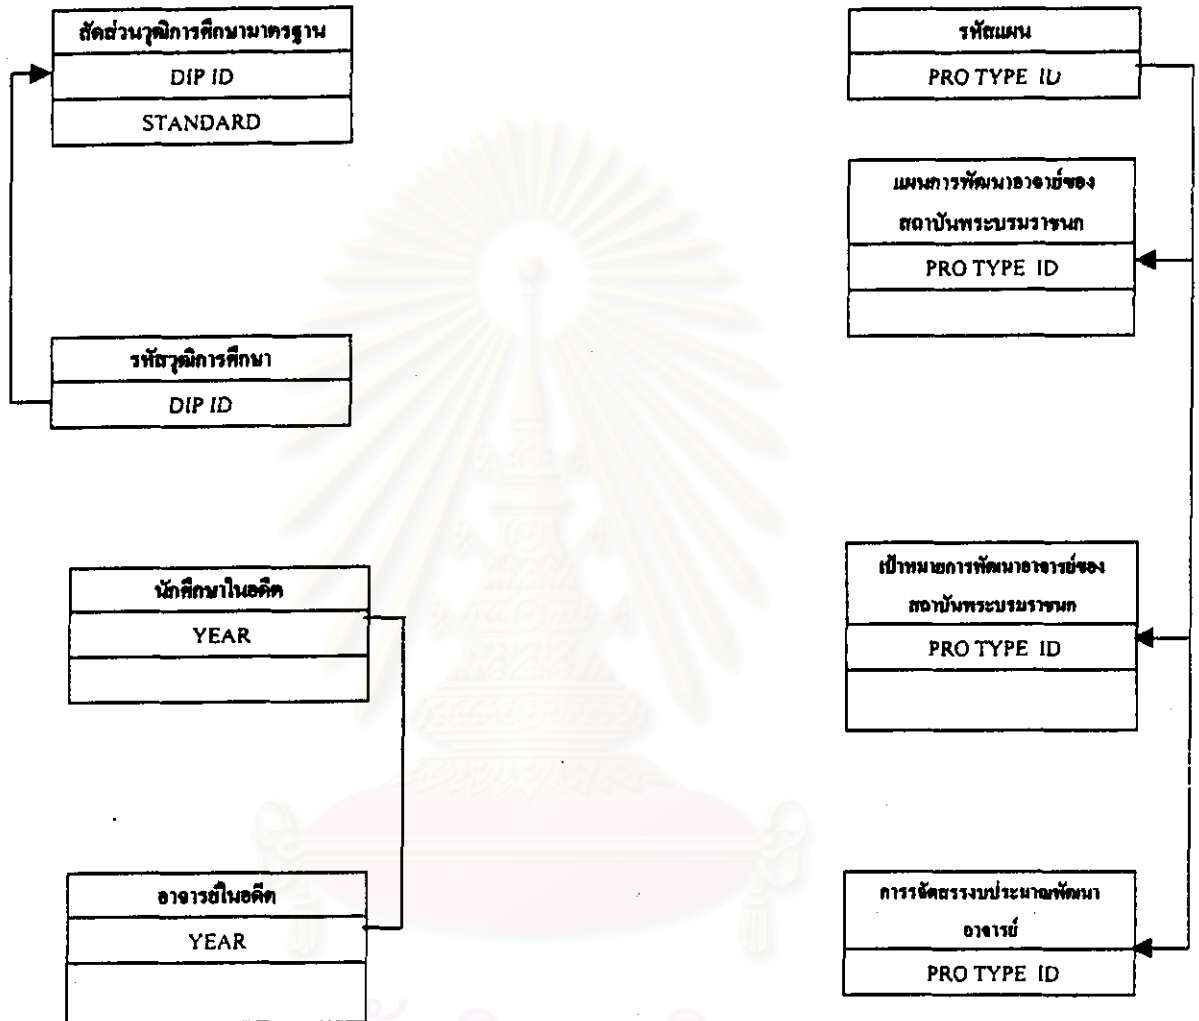 สัดส่วนวุฒิการศึกษามาตรฐาน
DIP ID
STANDARD
รหัสวุฒิการศึกษา
DIP ID
นักศึกษาในอดีต
YEAR
อาจารย์ในอดีต
YEAR
รหัสแผน
PRO TYPE ID
แผนการพัฒนาอาจารย์ของ
สถาบันพระบรมราชนก
PRO TYPE ID
เป้าหมายการพัฒนาอาจารย์ของ
สถาบันพระบรมราชนก
PRO TYPE ID
การจัดสรรงบประมาณพัฒนา
อาจารย์
PRO TYPE ID